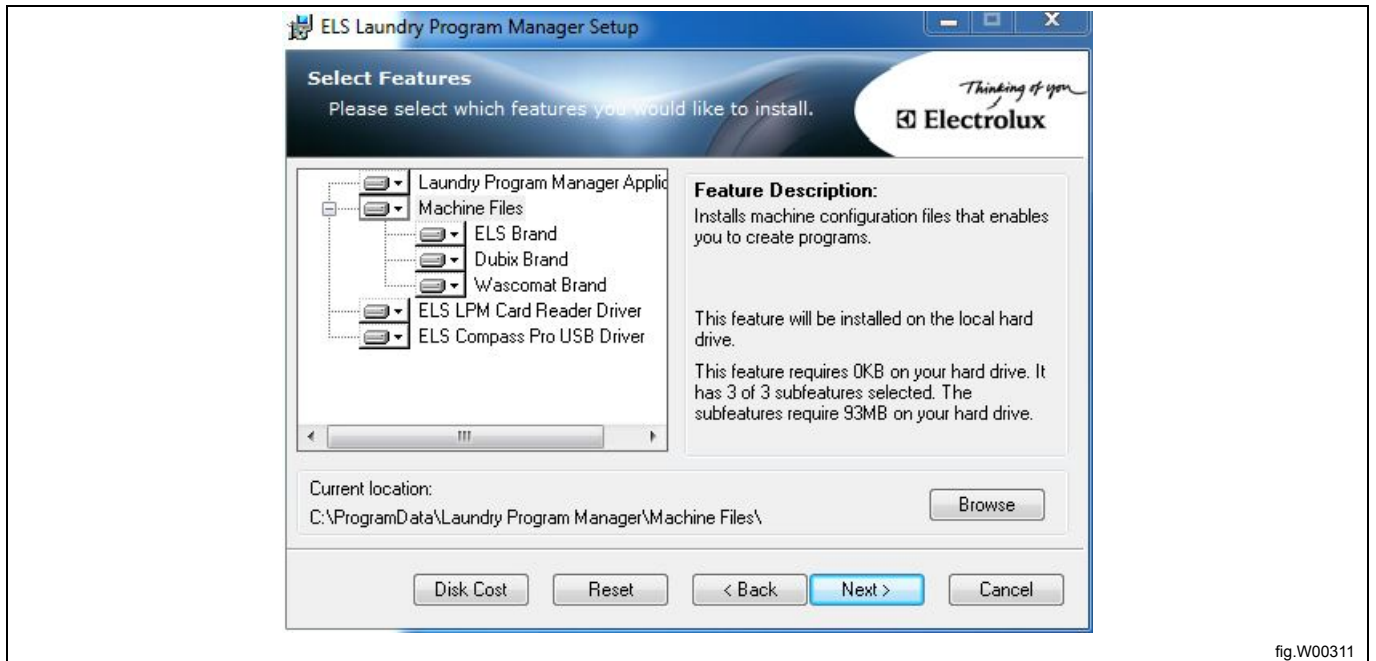 ELS Laundry Program Manager Setup
Select Features
Please select which features you would like to install.
Thinking of you
Electrolux
Laundry Program Manager Applic
Machine Files
ELS Brand
Dubix Brand
Wascomat Brand
ELS LPM Card Reader Driver
ELS Compass Pro USB Driver
Feature Description:
Installs machine configuration files that enables
you to create programs.
This feature will be installed on the local hard
drive.
This feature requires 0KB on your hard drive. It
has 3 of 3 subfeatures selected. The
subfeatures require 93MB on your hard drive.
Current location:
C:\ProgramData\Laundry Program Manager\Machine Files\
Browse
Disk Cost
Reset
< Back
Next >
Cancel
fig.W00311